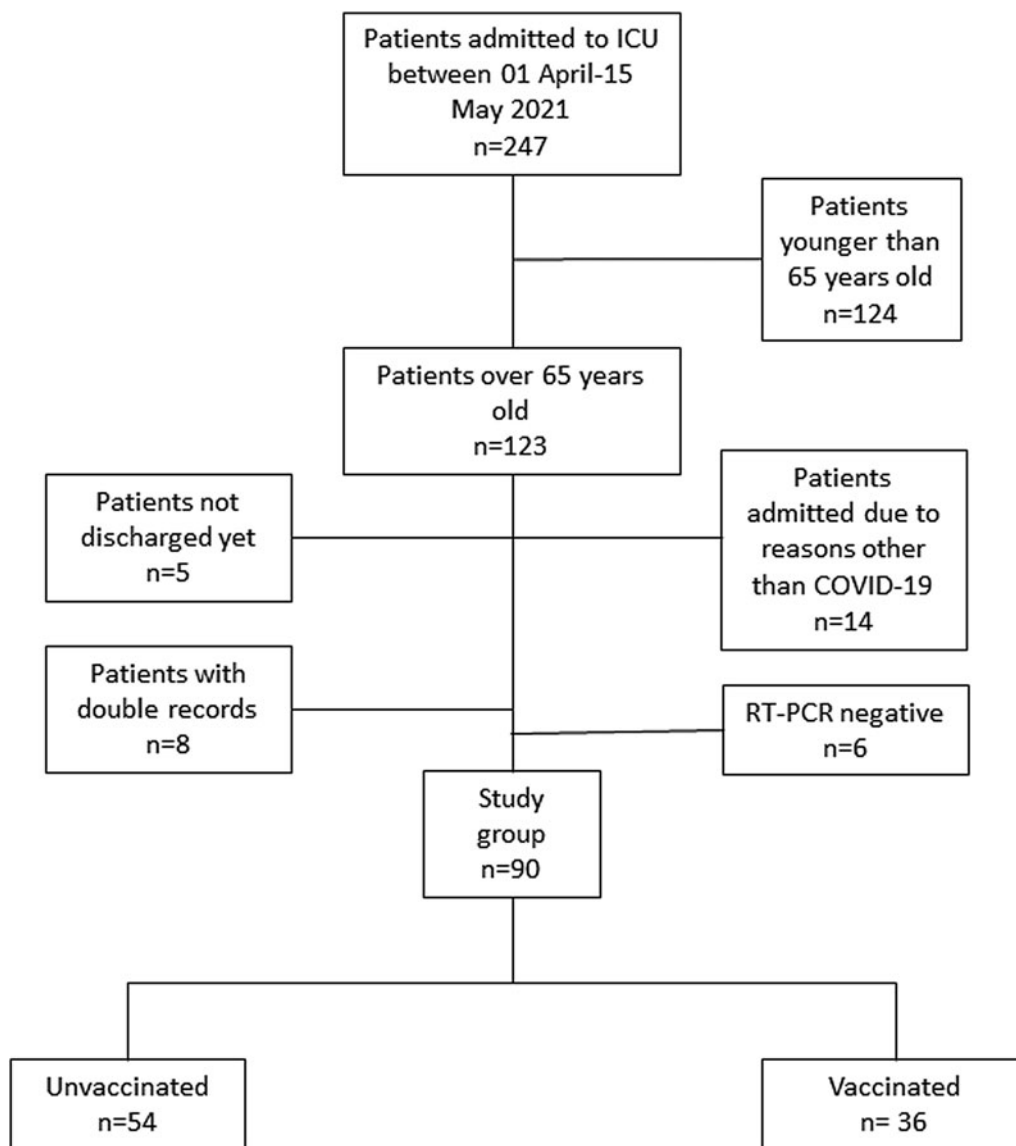 Patients admitted to ICU
between 01 April-15
May 2021
n=247
Patients
younger than
65 years old
n=124
Patients over 65 years
old
n=123
Patients not
discharged yet
n=5
Patients
admitted due to
reasons other
than COVID-19
n=14
Patients with
double records
n=8
RT-PCR negative
n=6
Study
group
n=90
Unvaccinated
n=54
Vaccinated
n= 36